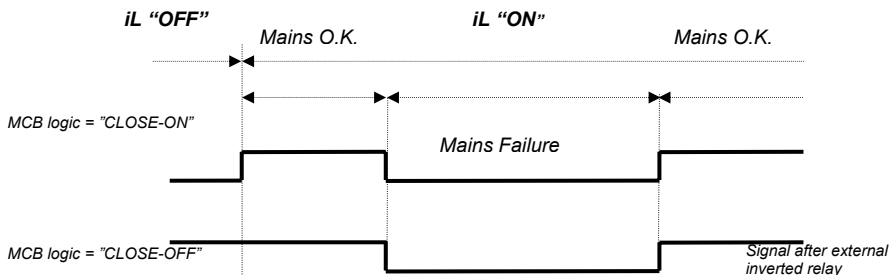 iL “OFF”
iL “ON”
Mains O.K.
Mains O.K.
MCB logic = ”CLOSE-ON”
Mains Failure
MCB logic = ”CLOSE-OFF”
Signal after external
inverted relay